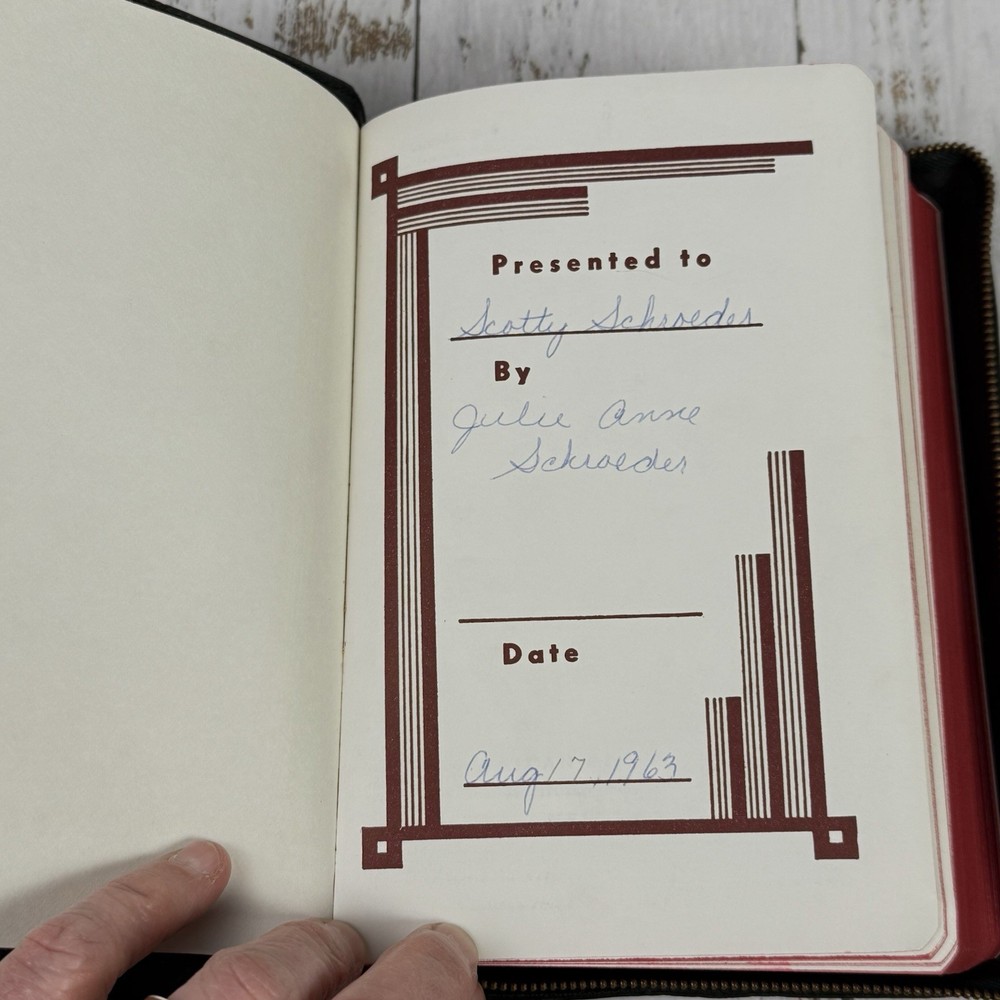 Presented to
Scotty Schroeder
By
Julie Anne
Schroeder
Date
Aug 17, 1963